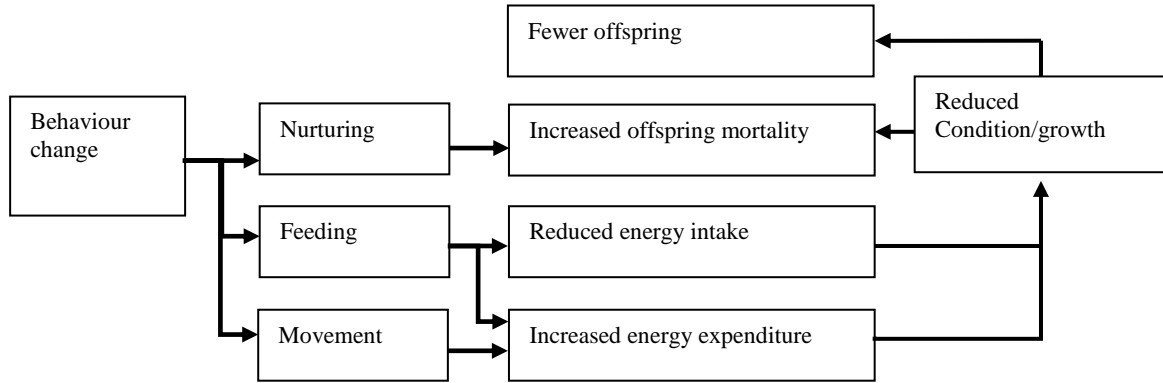 Fewer offspring
Behaviour
change
Nurturing
Increased offspring mortality
Reduced
Condition/growth
Feeding
Reduced energy intake
Movement
Increased energy expenditure